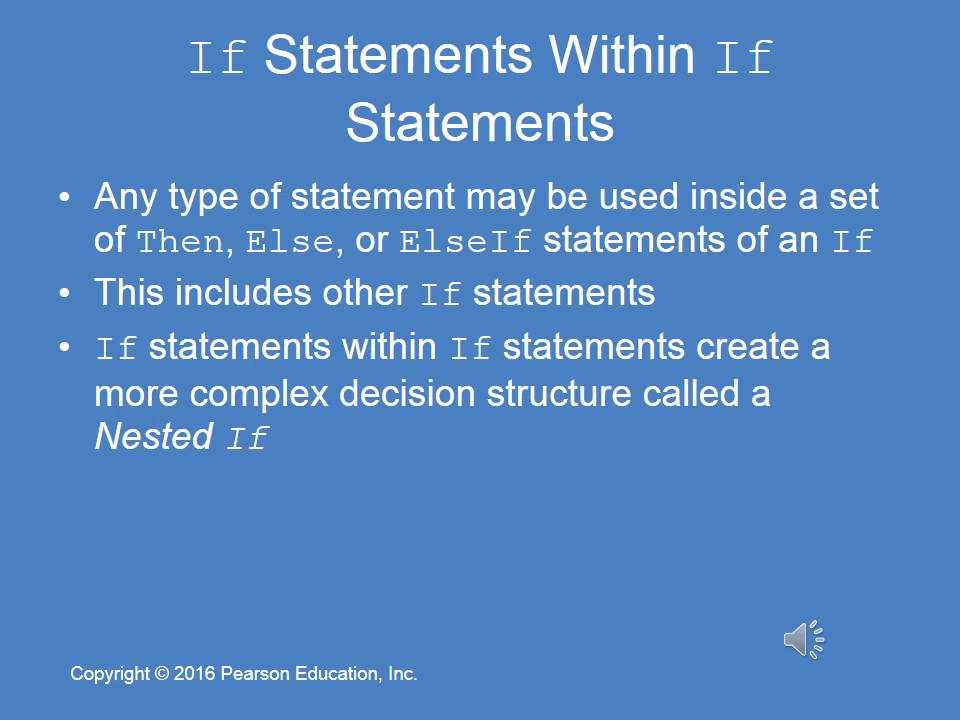 If Statements Within If
Statements
• Any type of statement may be used inside a set
of Then, Else, or ElseIf statements of an If
• This includes other If statements
• If statements within If statements create a
more complex decision structure called a
Nested If
Copyright © 2016 Pearson Education, Inc.